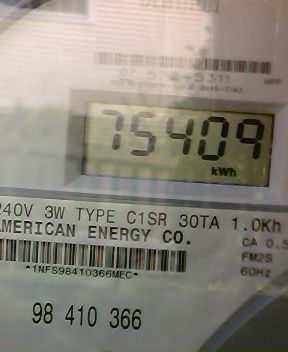 75409
kWh
240V 3W TYPE C1SR 30TA 1.0Kh
AMERICAN ENERGY CO.
CA 0.5
FM2S
60Hz
*1NFS98410366MEC*
98 410 366